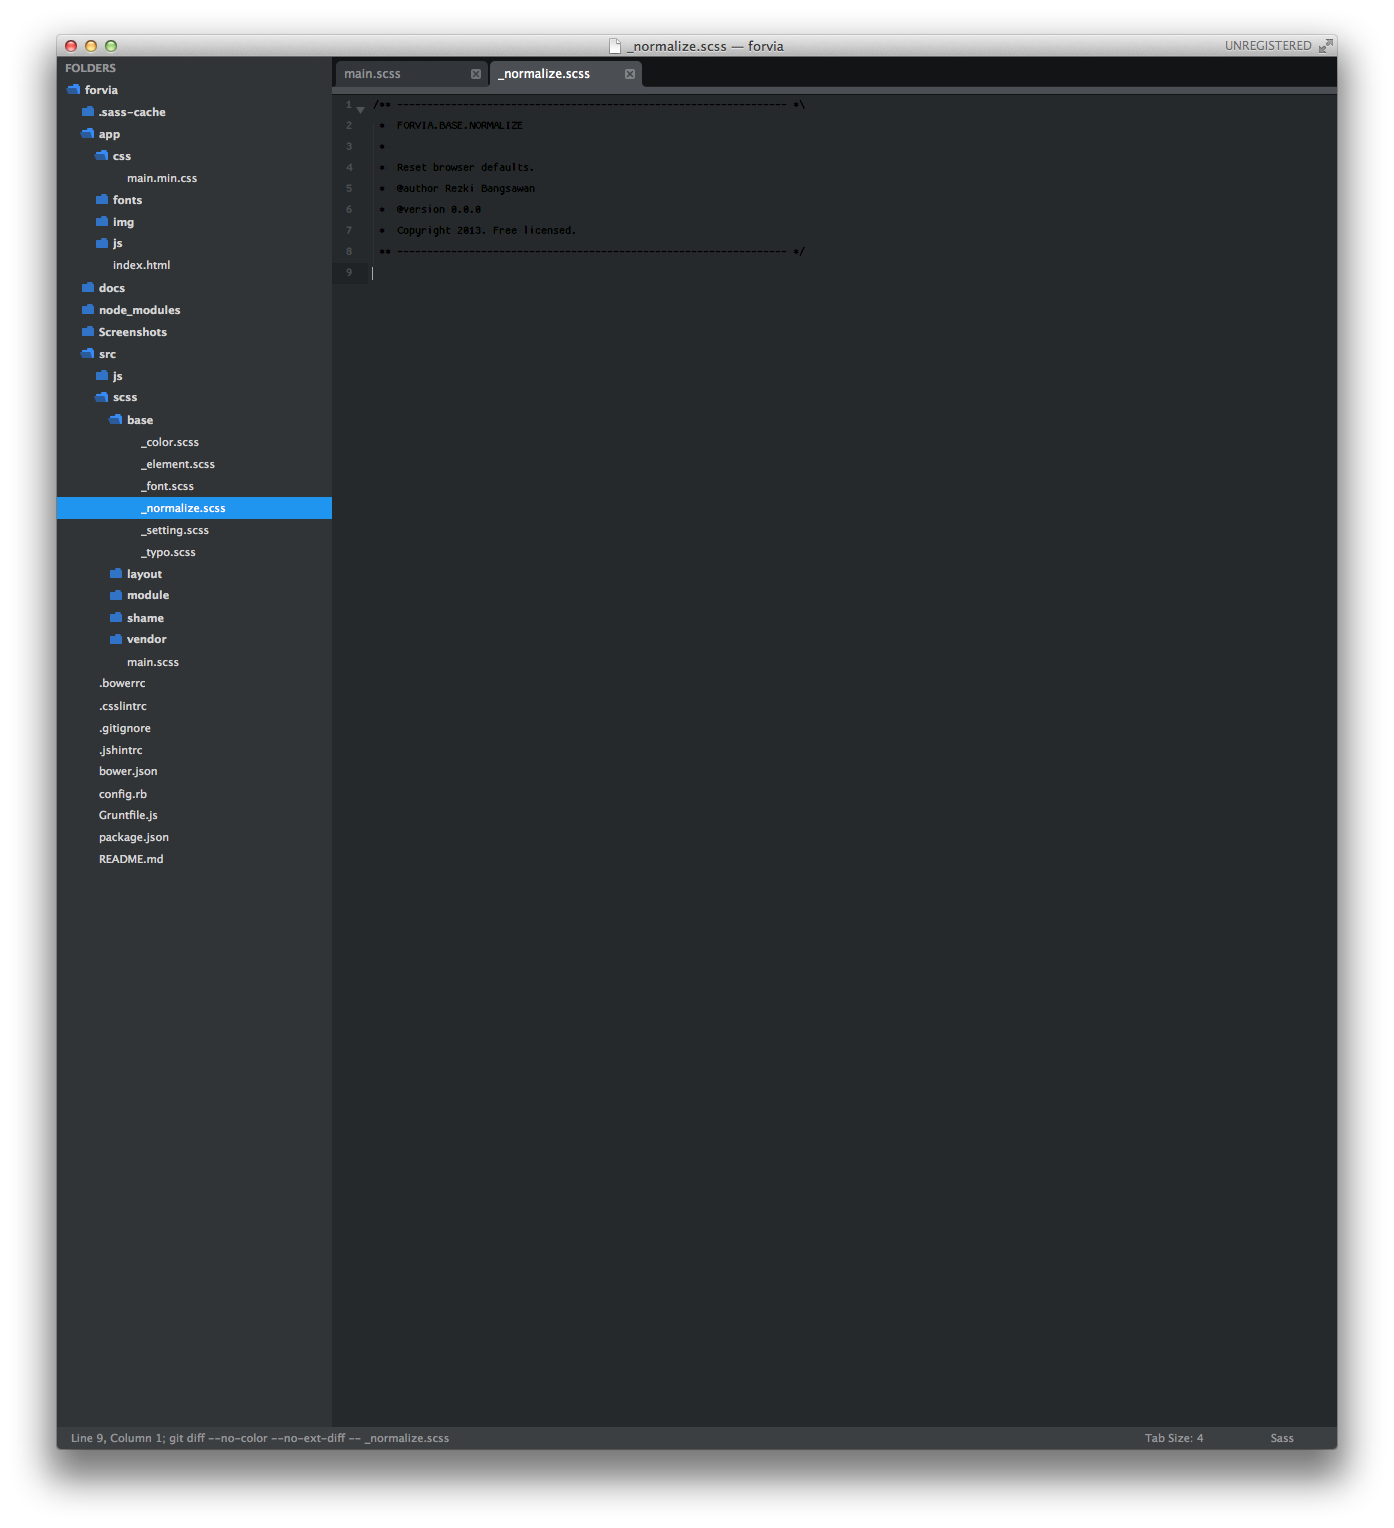 _normalize.scss — forvia
UNREGISTERED
FOLDERS
forvia
.sass-cache
app
css
main.min.css
fonts
img
js
index.html
docs
node_modules
Screenshots
src
js
scss
base
_color.scss
_element.scss
_font.scss
_normalize.scss
_setting.scss
_typo.scss
layout
module
shame
vendor
main.scss
.bowerrc
.csslintrc
.gitignore
.jshintrc
bower.json
config.rb
Gruntfile.js
package.json
README.md
main.scss
_normalize.scss
1 /** ----------------------------------------------------------------- *\
2 * FORVIA.BASE.NORMALIZE
3 *
4 * Reset browser defaults.
5 * @author Rezki Bangsawan
6 * @version 0.0.0
7 * Copyright 2013. Free licensed.
8 ** ----------------------------------------------------------------- */
9
Line 9, Column 1; git diff --no-color --no-ext-diff -- _normalize.scss
Tab Size: 4
Sass